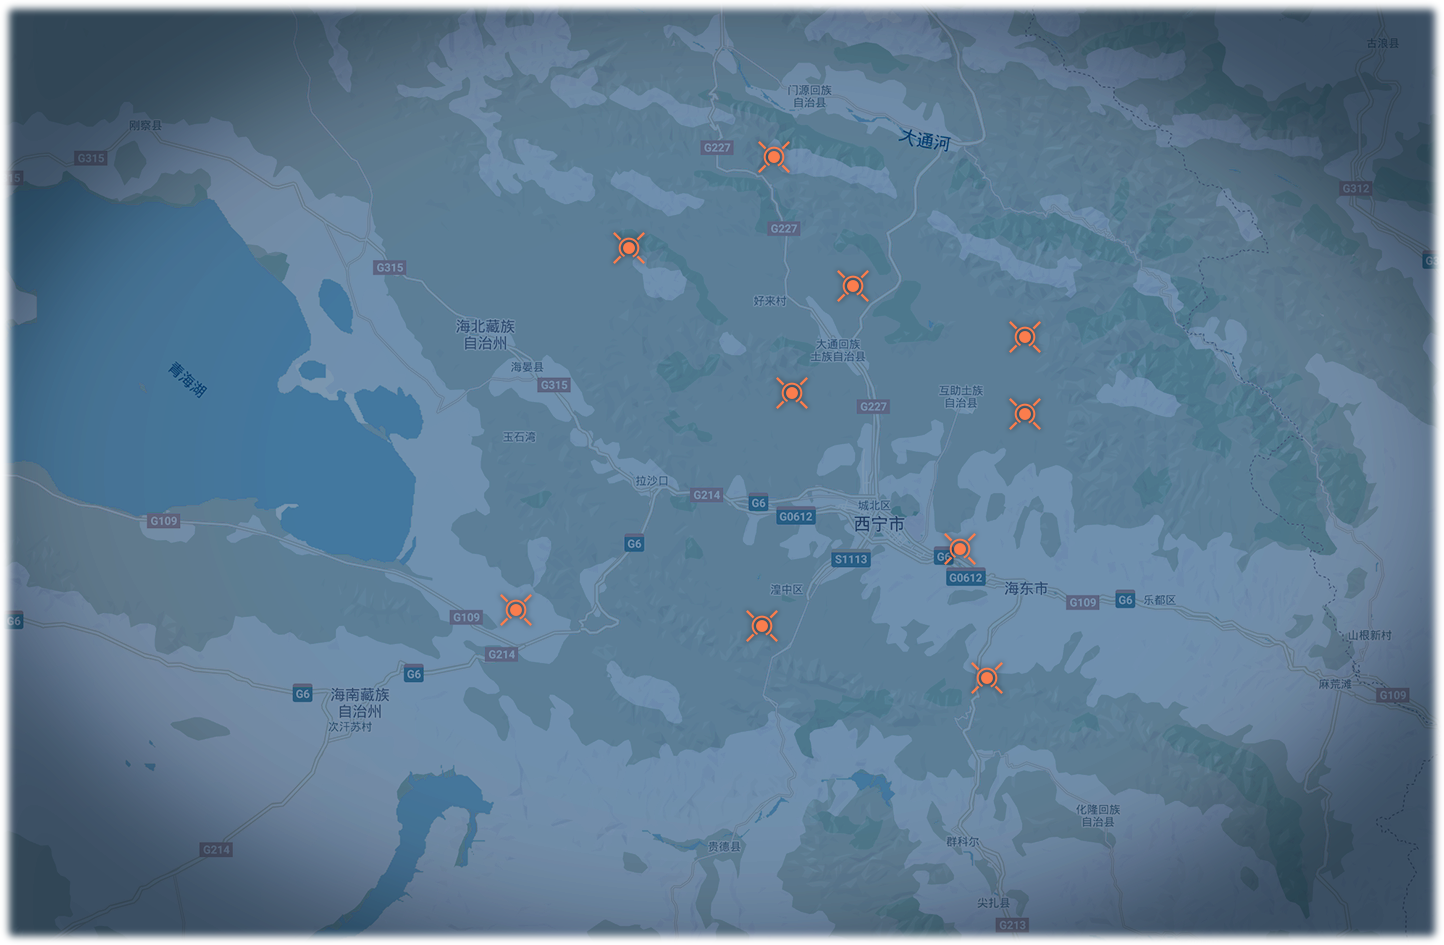 古浪县
门源回族
自治县
刚察县
大通河
G227
G315
15
G312
G227
G315
好来村
海北藏族
自治州
大通回族
土族自治县
海晏县
G315
青海湖
互助土族
自治县
G227
玉石湾
拉沙口
G214
G6
城北区
G0612
G109
西宁市
G6
S1113
G6
G0612
湟中区
海东市
G109
G6
乐都区
G109
G6
山根新村
G214
G6
麻荒滩
G6
海南藏族
自治州
G109
次汗苏村
化隆回族
自治县
群科尔
贵德县
G214
尖扎县
G213